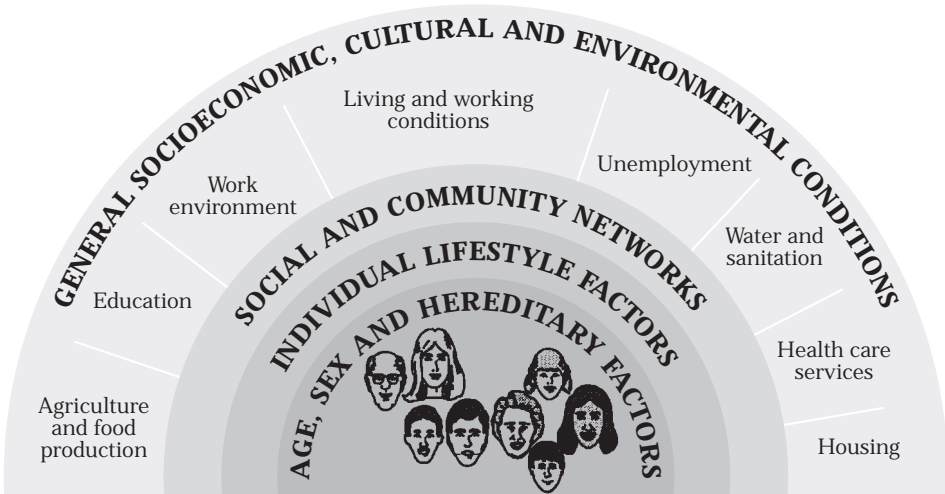 GENERAL SOCIOECONOMIC, CULTURAL AND ENVIRONMENTAL CONDITIONS
Living and working
conditions
Work
environment
Unemployment
Education
Water and
sanitation
Agriculture
and food
production
Health care
services
Housing
SOCIAL AND COMMUNITY NETWORKS
INDIVIDUAL LIFESTYLE FACTORS
AGE, SEX AND HEREDITARY FACTORS